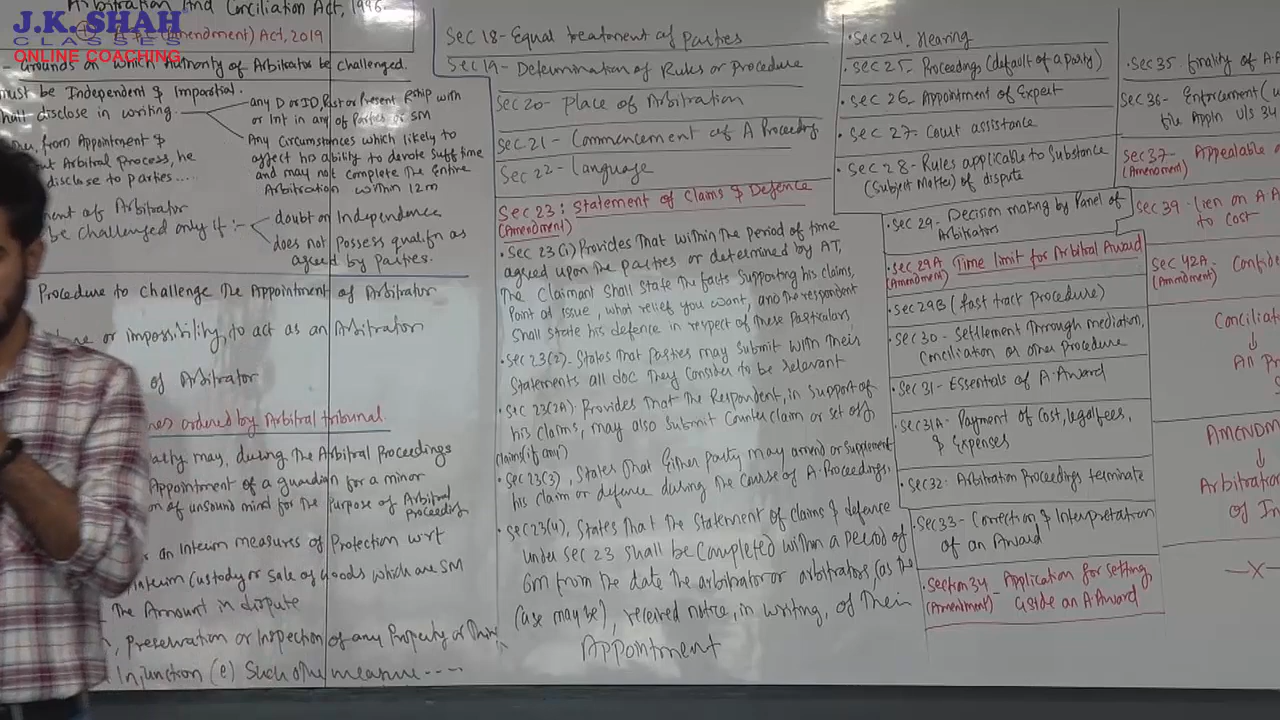 Arbitration And Conciliation Act, 1996
J.K. SHAH
CLASSES
ONLINE COACHING
(Amendment) Act, 2019
- Grounds on which Authority of Arbitrator be challenged.
must be Independent & Impartial.
shall disclose in writing.
any D or ID, Past or Present R'ship with
or Int in any of Parties or SM
Any Circumstances which likely to
affect his ability to devote Suff time
and may not complete the Entire
Arbitration within 12m
from Appointment &
Arbitral Process, he
disclose to parties....
of Arbitrator
be challenged only if :-
doubt on Independence
does not possess qualifn as
agreed by parties.
Procedure to challenge the Appointment of Arbitrator
or impossibility, to act as an Arbitrator
of Arbitrator
ordered by Arbitral tribunal.
may, during the Arbitral Proceedings
Appointment of a guardian for a minor
of unsound mind for the Purpose of Arbitral
Proceeding
an Interim measures of Protection wrt
Interim Custody or Sale of Goods which are SM
The Amount in dispute
Preservation or Inspection of any Property or Thing
Injunction (e) Such other measure----
Sec 18- Equal treatment of Parties
Sec 19- Determination of Rules or Procedure
Sec 20- Place of Arbitration
Sec 21- Commencement of A Proceeding
Sec 22- Language
Sec 23: Statement of Claims & Defence
(Amendment)
• Sec 23(1) Provides That within the Period of time
agreed upon the parties or determined by AT,
The Claimant Shall state the facts supporting his claims,
Point of issue, what relief you want, and the respondent
Shall state his defence in respect of These Particulars
• Sec 23(2)- States that Parties may Submit with Their
Statements all doc They Consider to be relevant
• Sec 23(2A). Provides That the Respondent, in Support of
his Claims, may also Submit Counter claim or set off
claims (if any)
• Sec 23(3), States That Either Party may amend or Supplement
his claim or defence during the Course of A.Proceedings.
• Sec 23(4), States that the Statement of claims & defence
under Sec 23 shall be Completed within a Period of
6m from the date the arbitrator or arbitrators, (as the
Case may be), received notice, in writing, of Their
Appointment
• Sec 24. Hearing
• Sec 25- Proceedings (default of a Party)
• Sec 26- Appointment of Expert
• Sec 27. Court assistance
• Sec 28- Rules applicable to Substance
(Subject Matter) of dispute
• Sec 29- Decision making by Panel of
Arbitrators
• Sec 29A Time limit for Arbitral Award
(Amendment)
• Sec 29B (fast tract Procedure)
• Sec 30- Settlement Through mediation,
Conciliation or other Procedure
• Sec 31- Essentials of A. Award
• Sec 31A- Payment of Cost, legal fees,
& Expenses
• Sec 32: Arbitration Proceedings terminate
• Sec 33- Correction & Interpretation
of an Award
• Section 34- Application for setting
(Amendment) aside an A Award
• Sec 35 finality of A
Sec 36- Enforcement (
file Appln U/s 34
Sec 37- Appealable
(Amendment)
Sec 39 - Lien on A
to Cost
Sec 42A-
(Amendment)
An
Arbitration
of
—X—